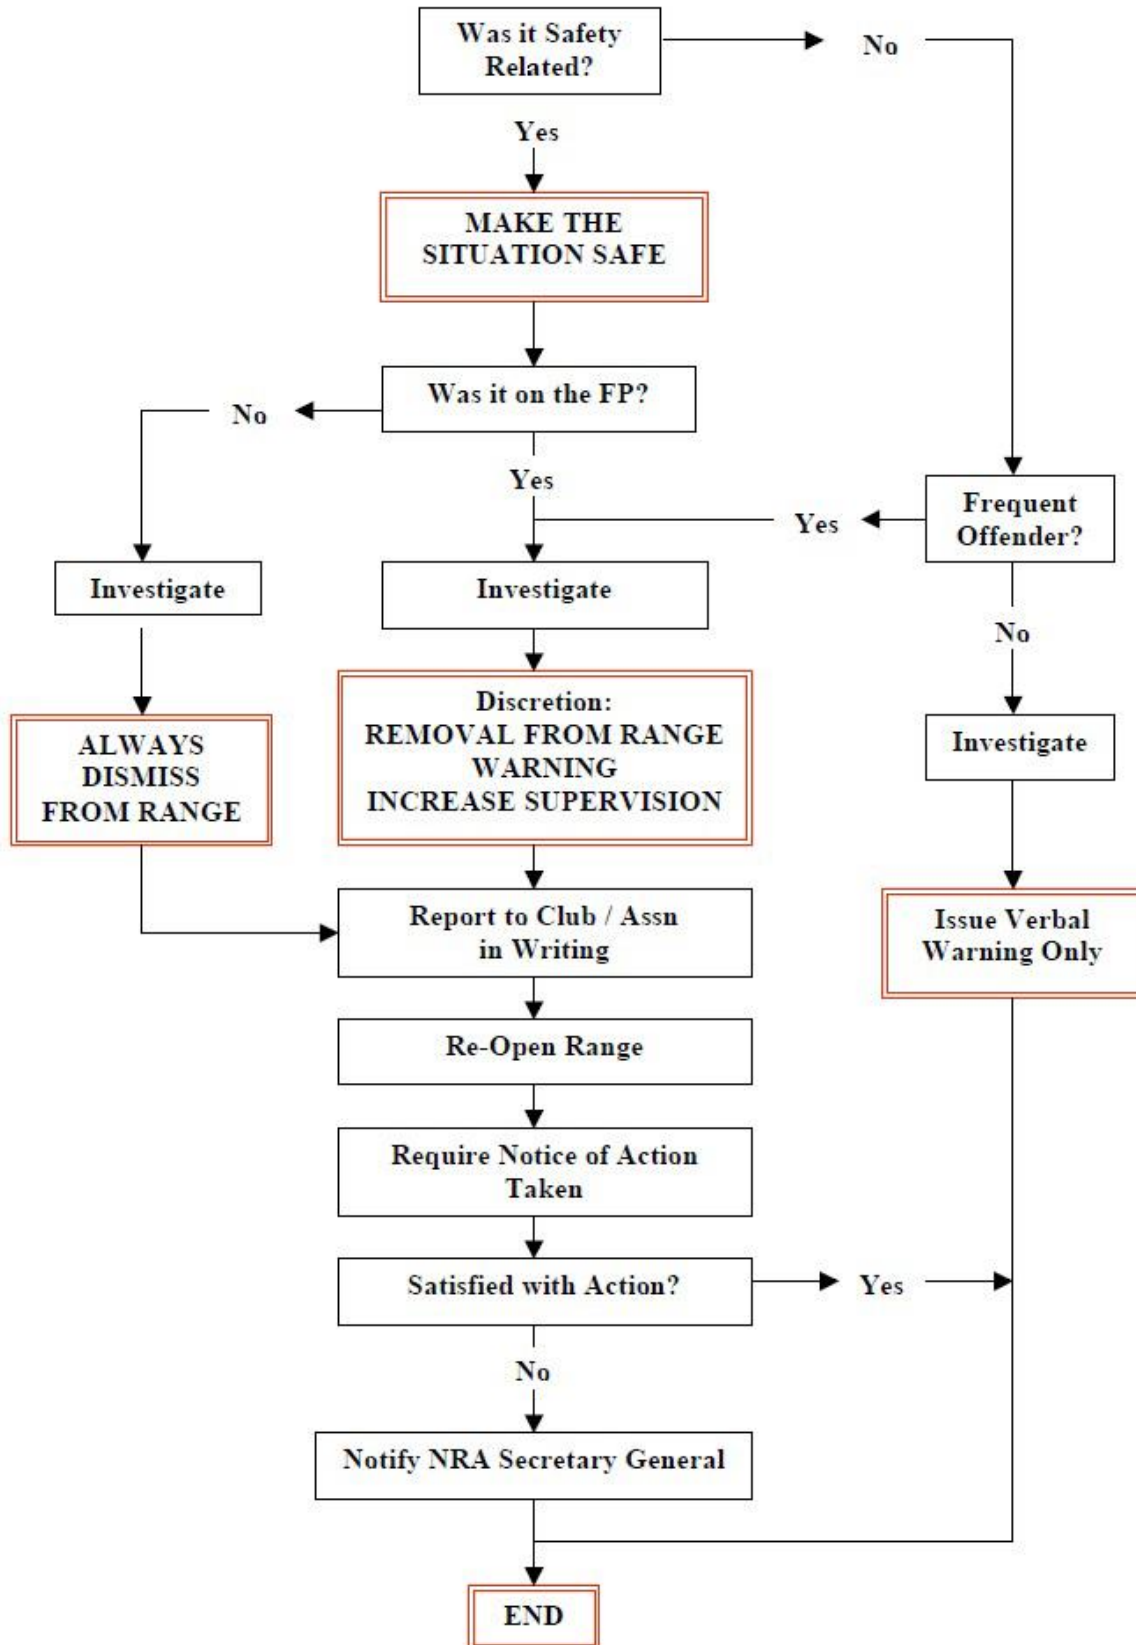 Was it Safety
Related?
No
Yes
MAKE THE
SITUATION SAFE
Was it on the FP?
No
Yes
Frequent
Offender?
Yes
Investigate
Investigate
No
Discretion:
REMOVAL FROM RANGE
WARNING
INCREASE SUPERVISION
ALWAYS
DISMISS
FROM RANGE
Investigate
Report to Club / Assn
in Writing
Issue Verbal
Warning Only
Re-Open Range
Require Notice of Action
Taken
Satisfied with Action?
Yes
No
Notify NRA Secretary General
END